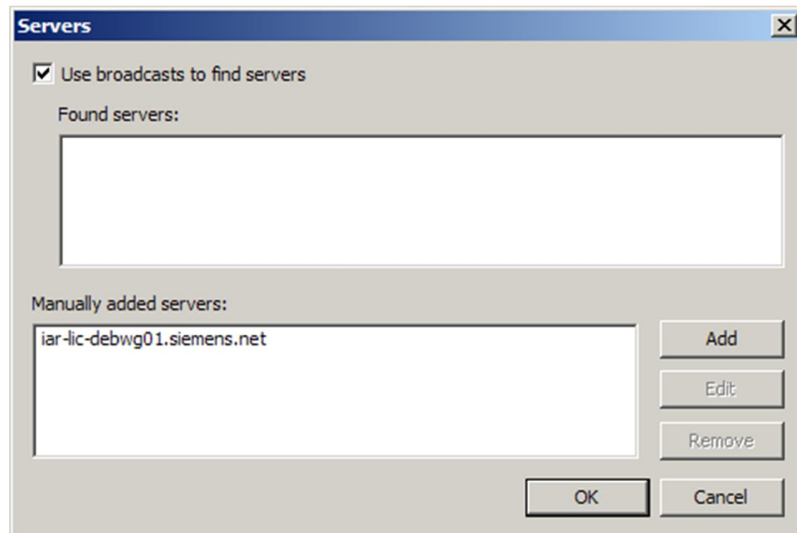 Servers
Use broadcasts to find servers
Found servers:
Manually added servers:
iar-lic-debwg01.siemens.net
Add
Edit
Remove
OK
Cancel